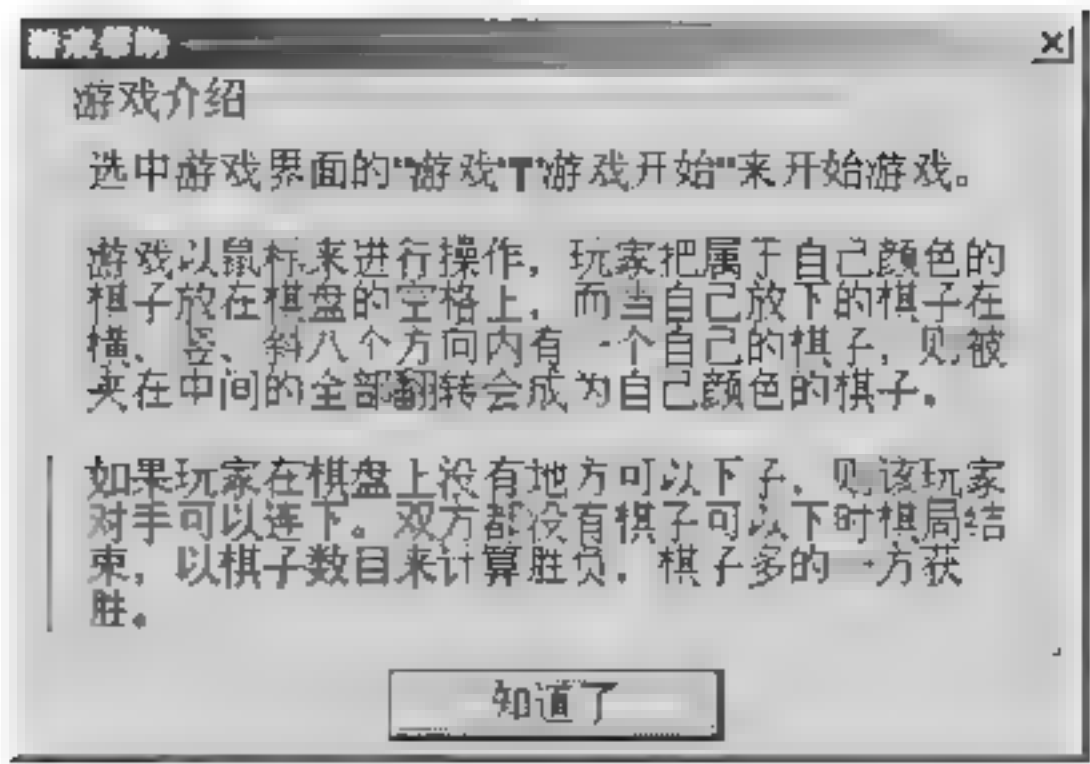 游戏帮助
游戏介绍
选中游戏界面的"游戏"T"游戏开始"来开始游戏。
游戏以鼠标来进行操作，玩家把属于自己颜色的
棋子放在棋盘的空格上，而当自己放下的棋子在
横、竖、斜八个方向内有一个自己的棋子，则被
夹在中间的全部翻转会成为自己颜色的棋子。
如果玩家在棋盘上没有地方可以下子，则该玩家
对手可以连下。双方都没有棋子可以下时棋局结
束，以棋子数目来计算胜负，棋子多的一方获
胜。
知道了